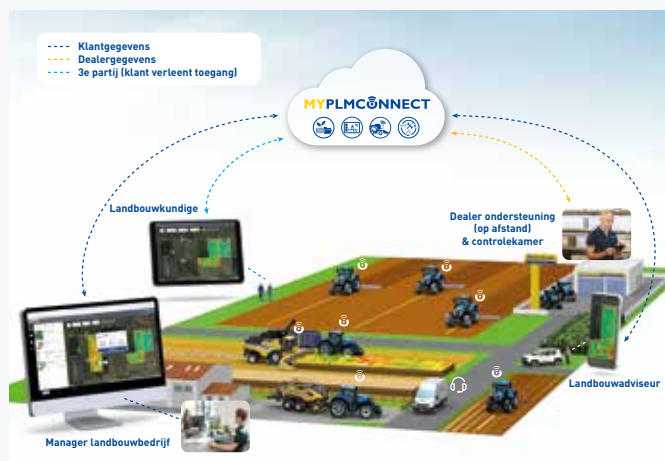 Klantgegevens
Dealergegevens
3e partij (klant verleent toegang)
MYPLMCONNECT
Landbouwkundige
Dealer ondersteuning
(op afstand)
& controlekamer
Landbouwadviseur
Manager landbouwbedrijf